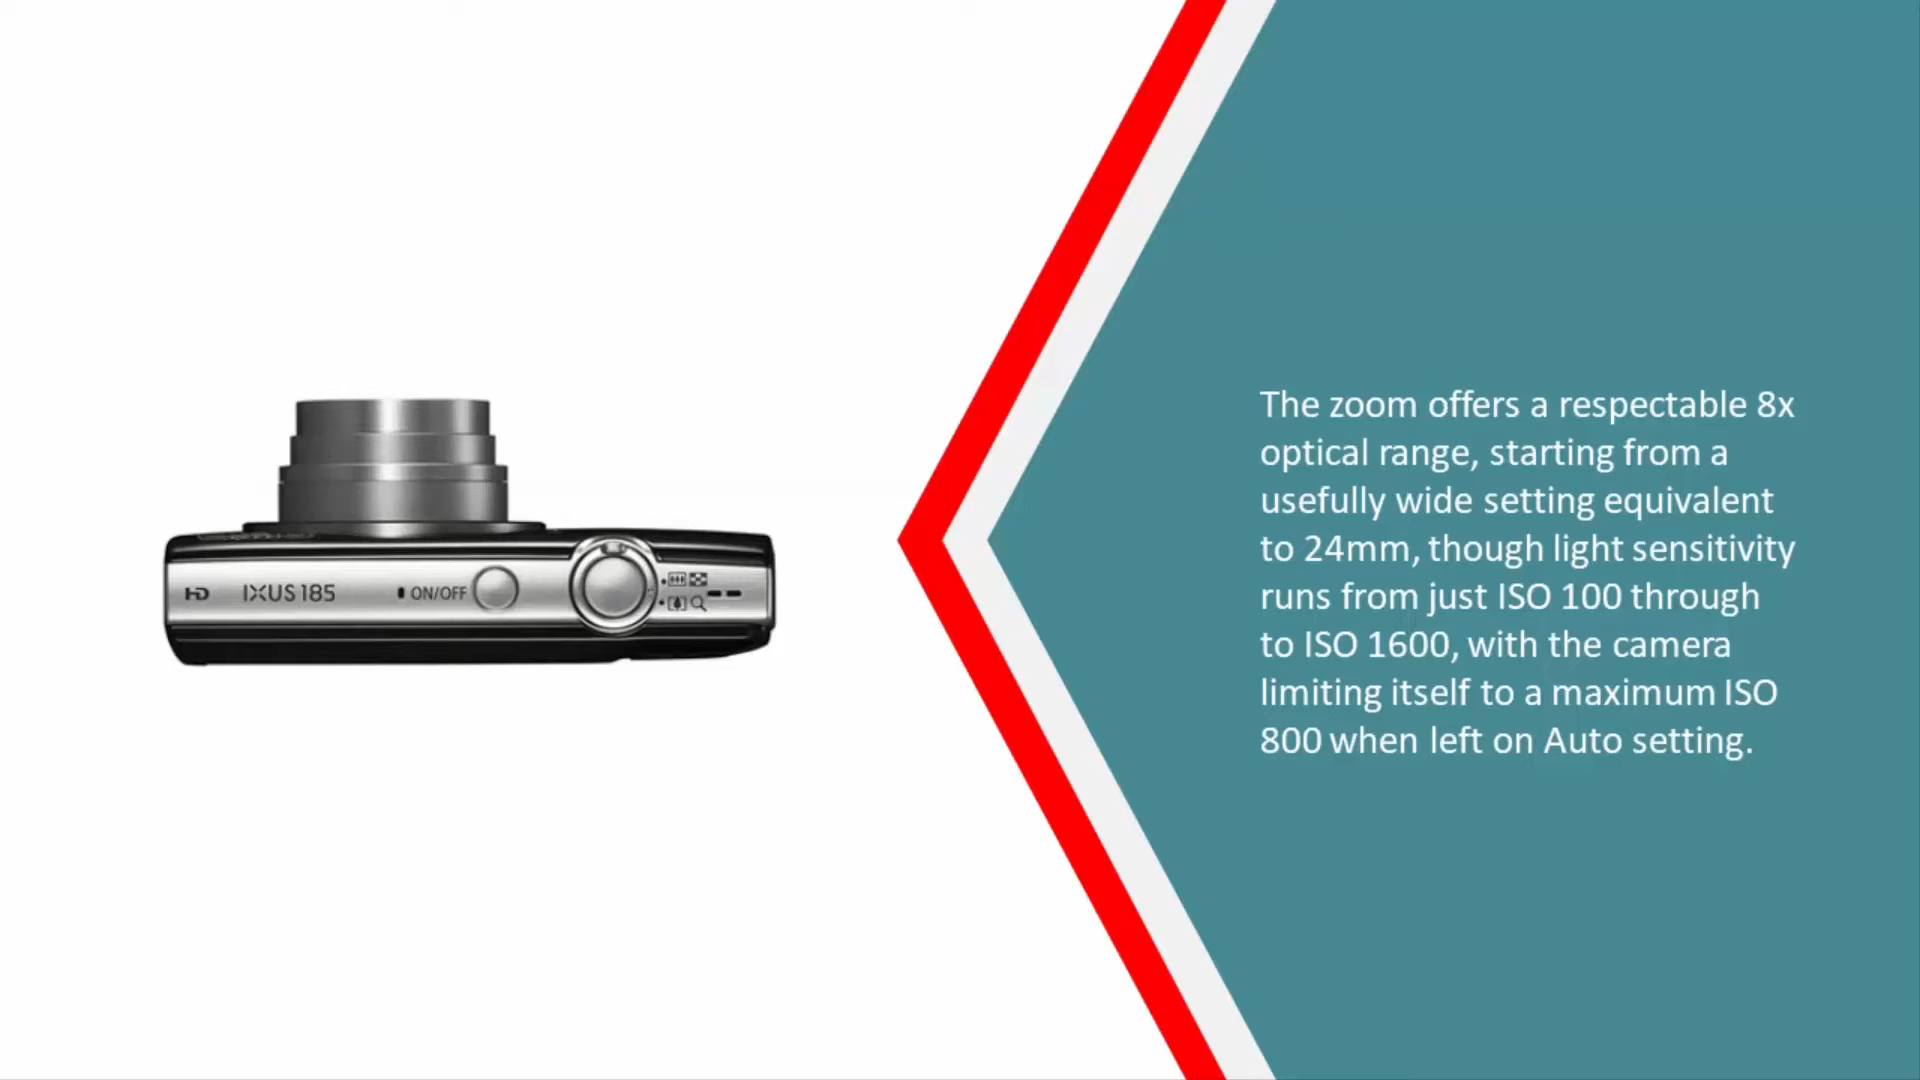 HD IXUS 185 ON/OFF
The zoom offers a respectable 8x
optical range, starting from a
usefully wide setting equivalent
to 24mm, though light sensitivity
runs from just ISO 100 through
to ISO 1600, with the camera
limiting itself to a maximum ISO
800 when left on Auto setting.